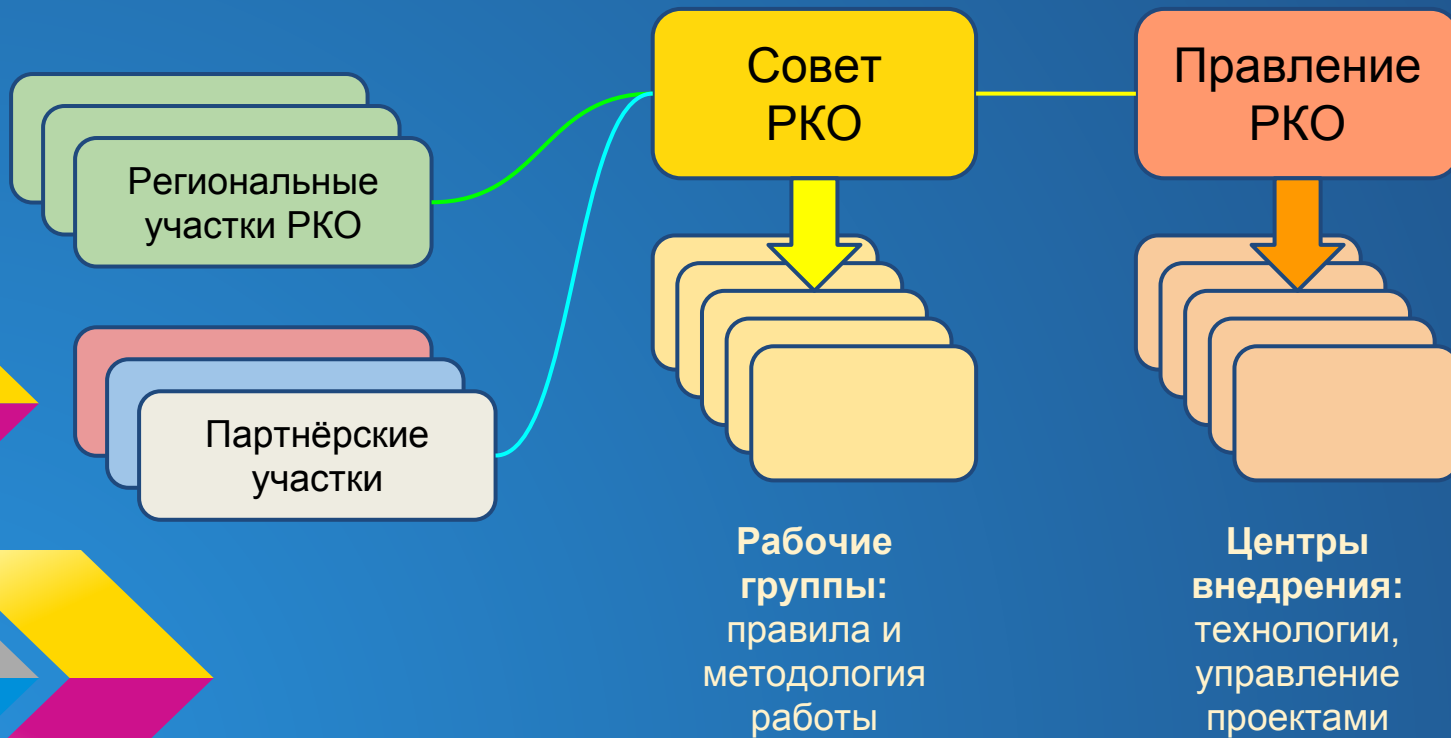 Совет
РКО
Правление
РКО
Региональные
участки РКО
Партнёрские
участки
Рабочие
группы:
правила и
методология
работы
Центры
внедрения:
технологии,
управление
проектами